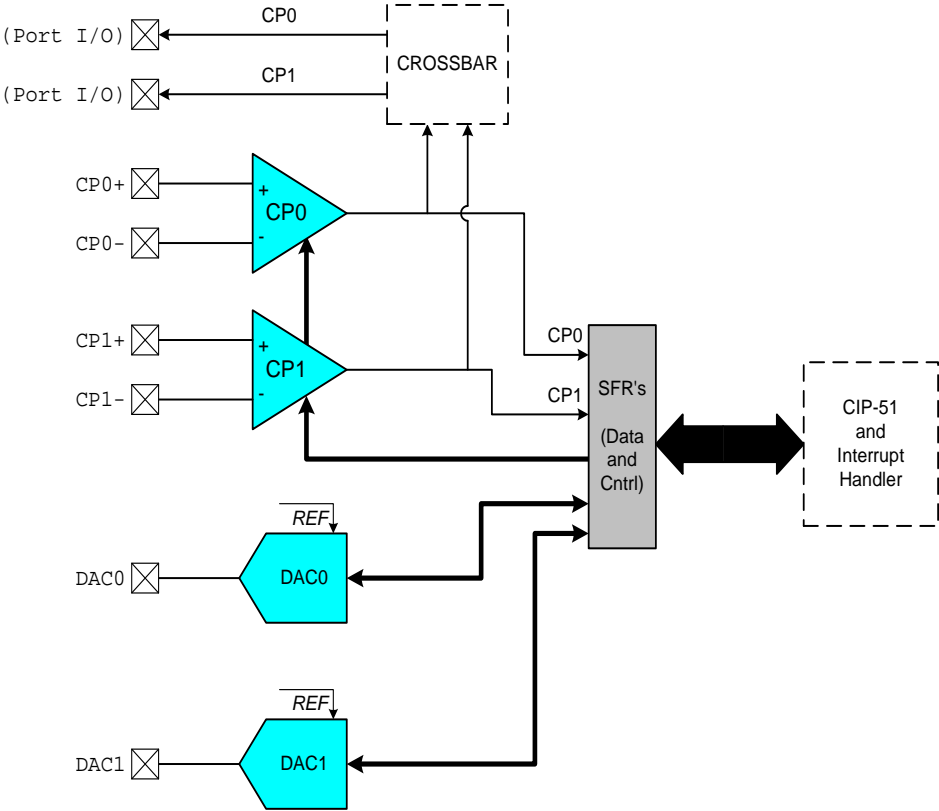 CP0
(Port I/O)
CP1
(Port I/O)
CROSSBAR
CP0+
+
CP0
CP0-
-
CP1+
+
CP1
CP1-
-
CP0
CP1
SFR's
(Data
and
Cntrl)
CIP-51
and
Interrupt
Handler
REF
DAC0
DAC0
REF
DAC1
DAC1